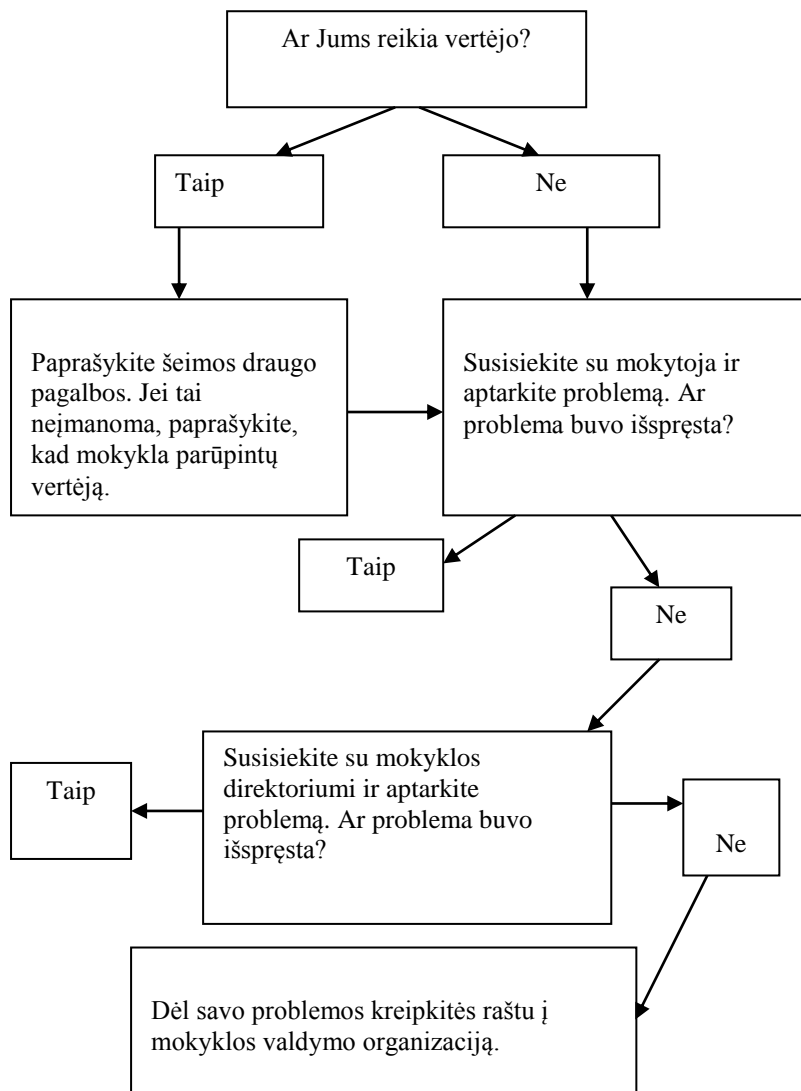 Ar Jums reikia vertėjo?
Taip
Ne
Paprašykite šeimos draugo
pagalbos. Jei tai
neįmanoma, paprašykite,
kad mokykla parūpintų
vertėją.
Susisiekite su mokytoja ir
aptarkite problemą. Ar
problema buvo išspręsta?
Taip
Ne
Susisiekite su mokyklos
direktoriumi ir aptarkite
problemą. Ar problema buvo
išspręsta?
Taip
Ne
Dėl savo problemos kreipkitės raštu į
mokyklos valdymo organizaciją.